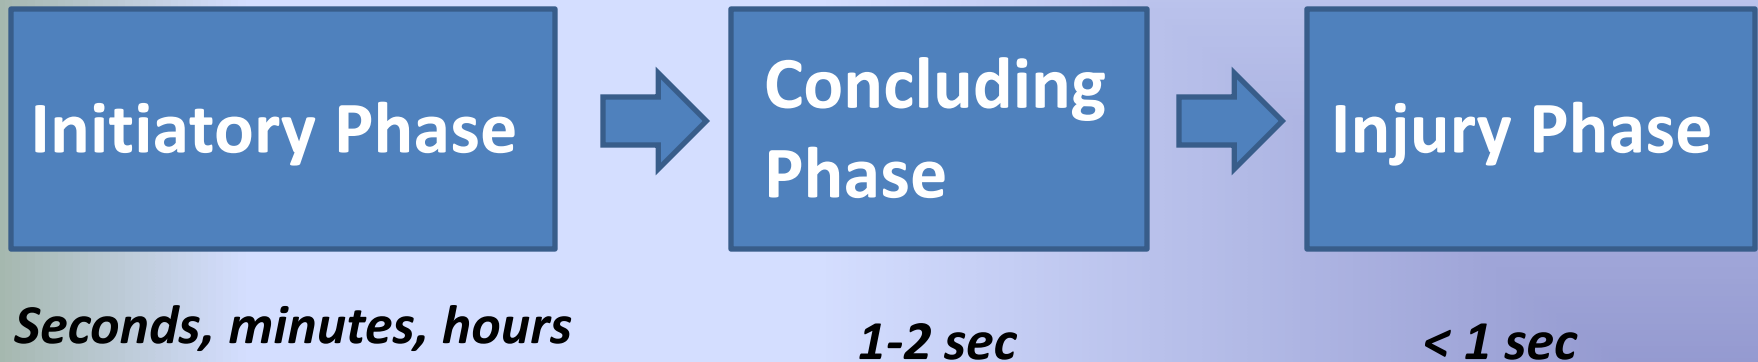 Initiatory Phase
Concluding
Phase
Injury Phase
Seconds, minutes, hours
1-2 sec
< 1 sec